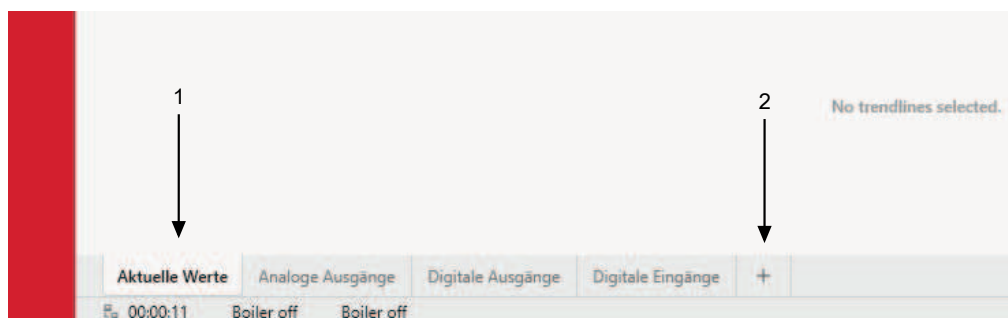 1
2
No trendlines selected.
Aktuelle Werte Analoge Ausgänge Digitale Ausgänge Digitale Eingänge +
00:00:11 Boiler off Boiler off